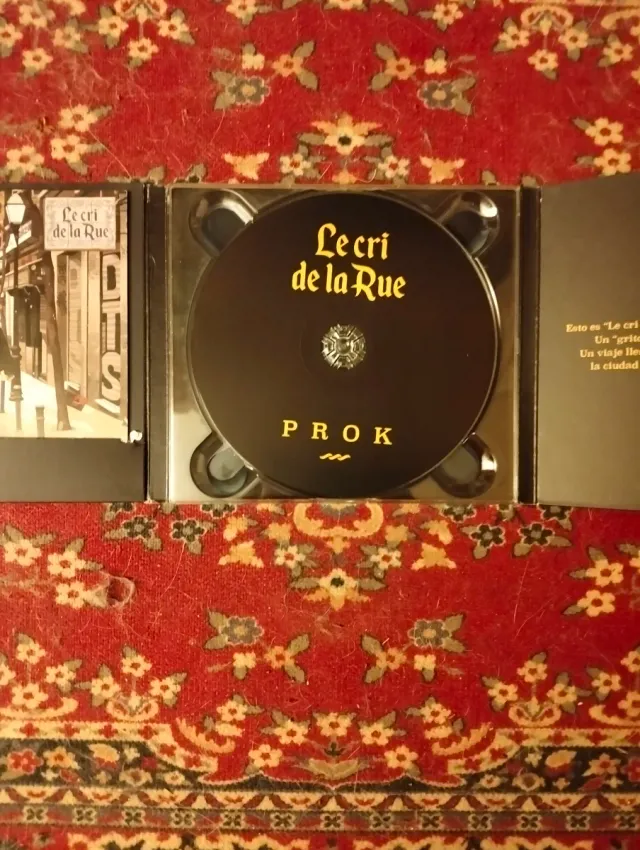 Le cri
de la Rue
DTS
Le cri
de la Rue
PROK
Esto es "Le cri
Un "grito
Un viaje lle
la ciudad